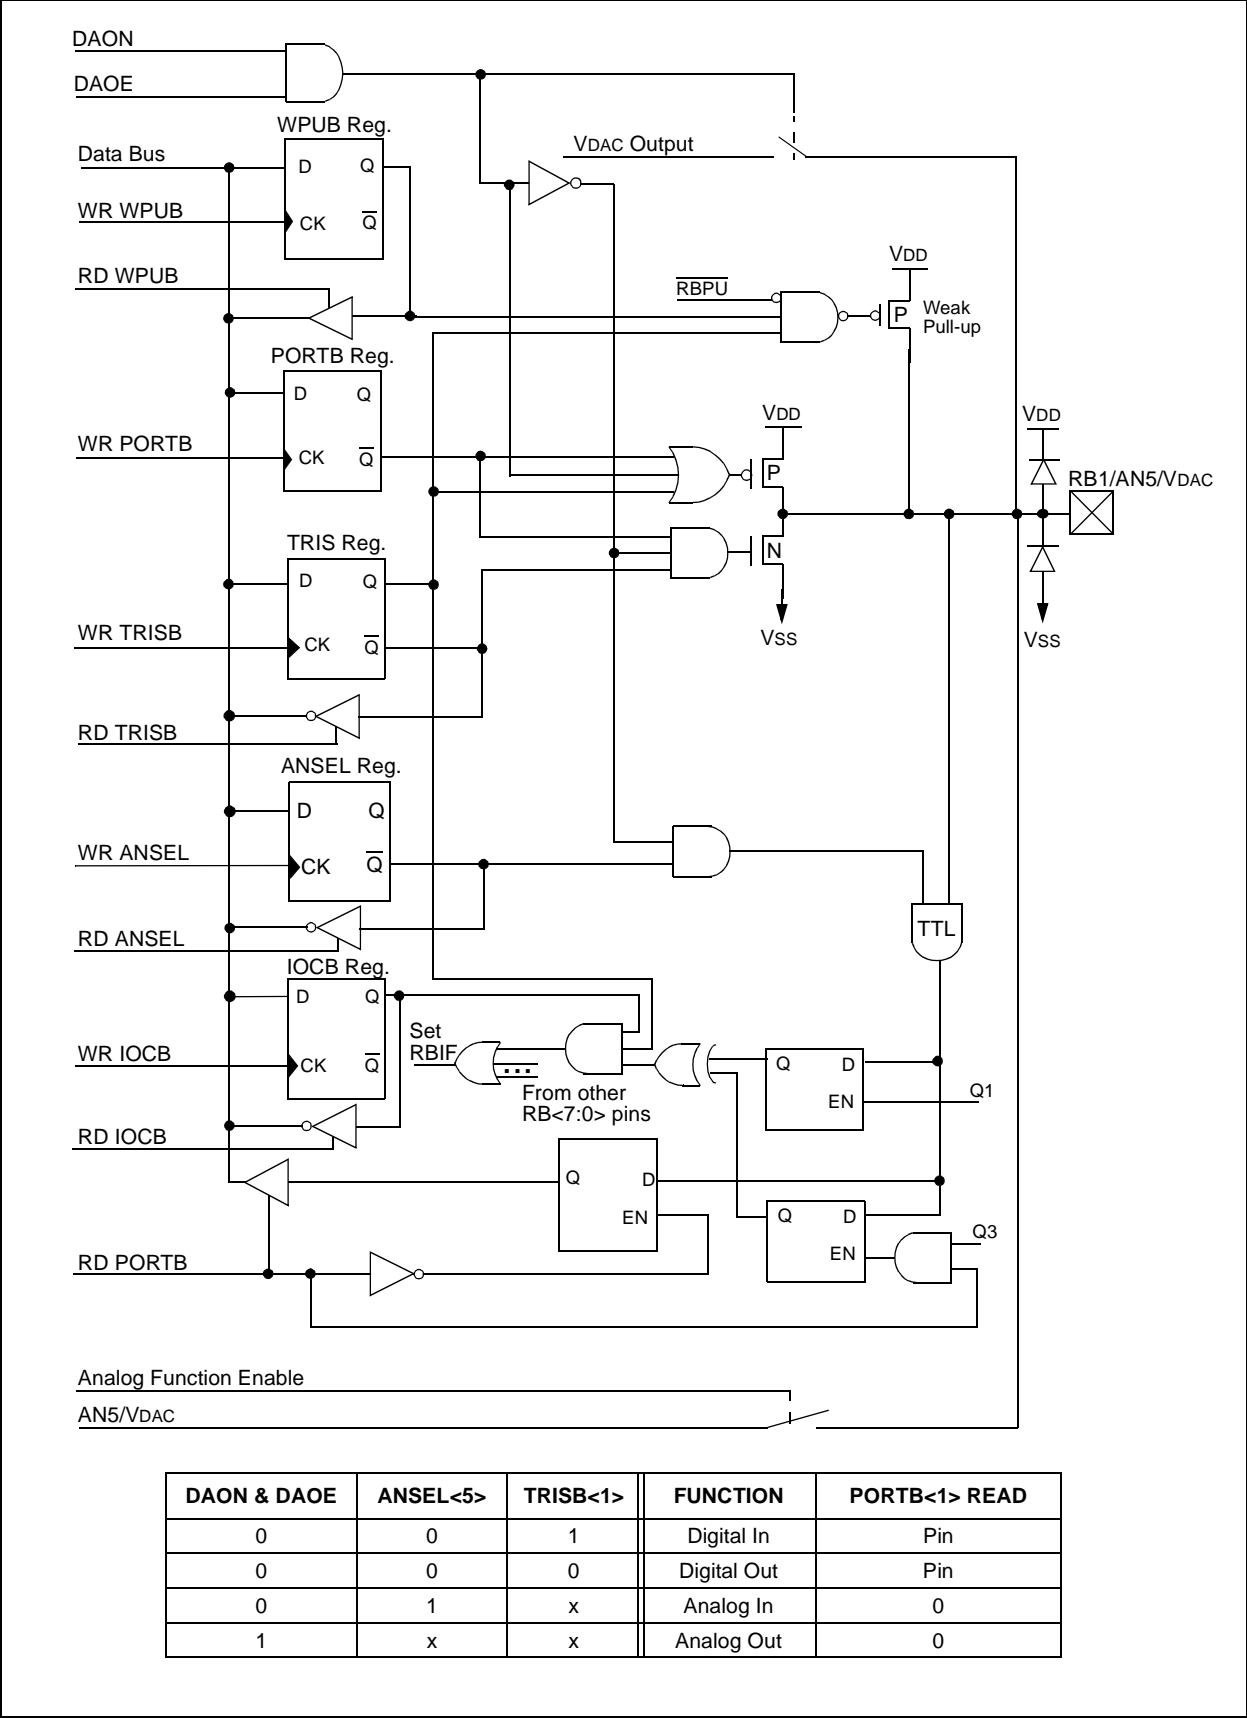 DAON
DAOE
WPUB Reg.
Data Bus
D
Q
VDAC Output
WR WPUB
CK
Q̅
RD WPUB
VDD
R̅B̅P̅U̅
P
Weak
Pull-up
PORTB Reg.
D
Q
VDD
VDD
WR PORTB
CK
Q̅
P
RB1/AN5/VDAC
TRIS Reg.
N
D
Q
WR TRISB
CK
Q̅
VSS
VSS
RD TRISB
ANSEL Reg.
D
Q
WR ANSEL
CK
Q̅
TTL
RD ANSEL
IOCB Reg.
D
Q
Set
RBIF
WR IOCB
CK
Q̅
From other
RB<7:0> pins
Q
D
EN
Q1
RD IOCB
Q
D
EN
Q
D
EN
Q3
RD PORTB
Analog Function Enable
AN5/VDAC
DAON & DAOE ANSEL<5> TRISB<1> FUNCTION PORTB<1> READ
0 0 1 Digital In Pin
0 0 0 Digital Out Pin
0 1 x Analog In 0
1 x x Analog Out 0